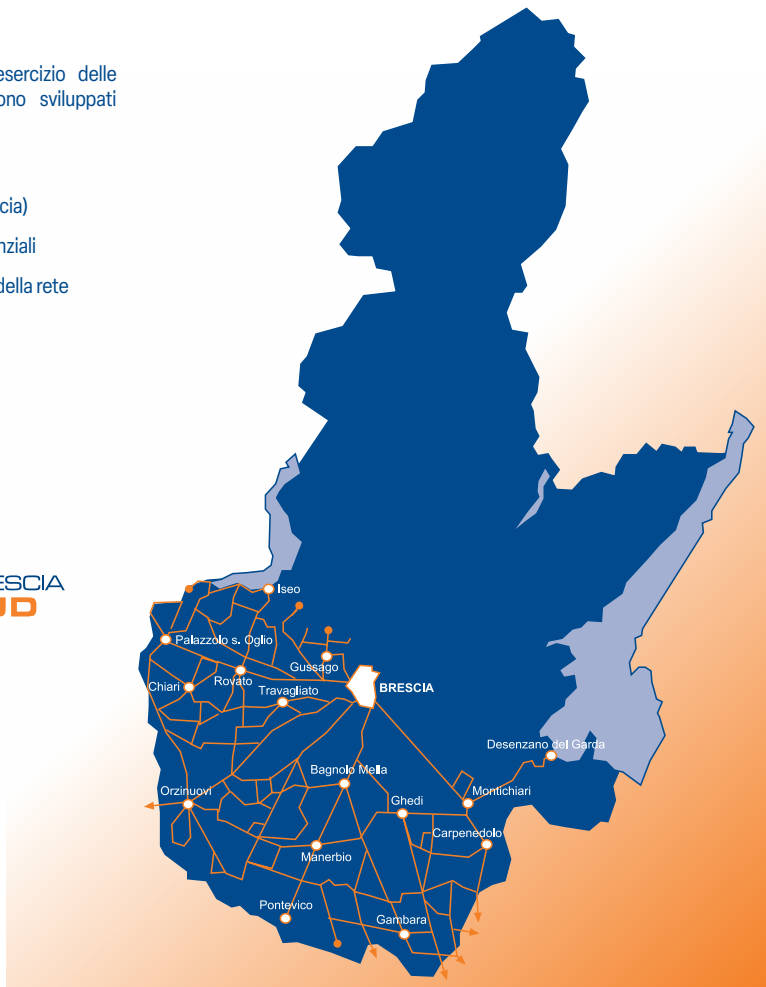 esercizio delle
ono sviluppati
cia)
nziali
della rete
ESCIA
UD
Iseo
Palazzolo s. Oglio
Gussago
Rovato
Chiari
Travagliato
BRESCIA
Desenzano del Garda
Bagnolo Mella
Orzinuovi
Ghedi
Montichiari
Carpenedolo
Manerbio
Pontevico
Gambara